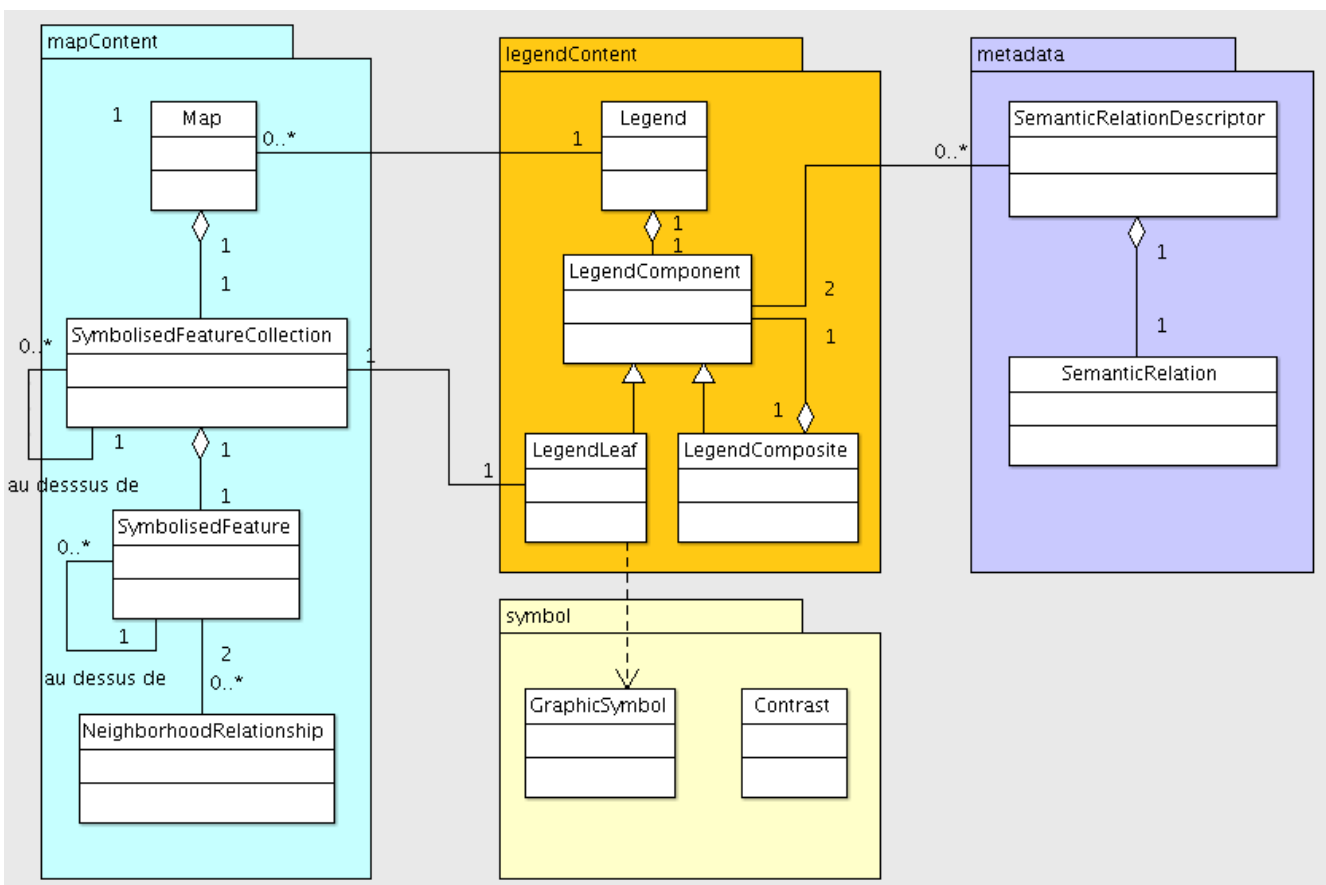 mapContent
1
Map
0..*
1
1
SymbolisedFeatureCollection
0..*
1
1
au desssus de
1
1
SymbolisedFeature
0..*
1
au dessus de
2
0..*
NeighborhoodRelationship
legendContent
Legend
1
1
1
LegendComponent
2
1
1
LegendLeaf
1
LegendComposite
symbol
GraphicSymbol
Contrast
metadata
SemanticRelationDescriptor
0..*
1
1
SemanticRelation